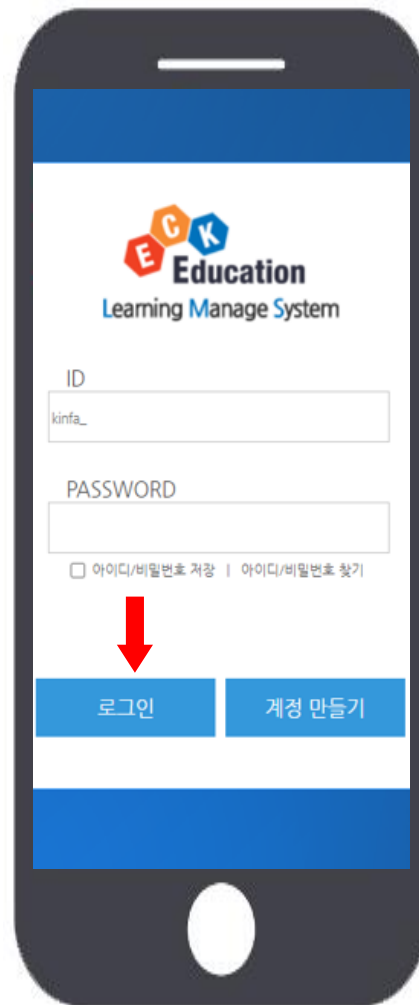 ECK
Education
Learning Manage System
ID
kinfa_
PASSWORD
아이디/비밀번호 저장 | 아이디/비밀번호 찾기
로그인 계정 만들기